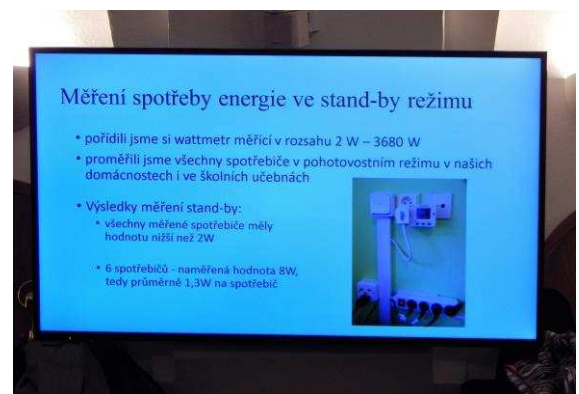 Měření spotřeby energie ve stand-by režimu
• pořídili jsme si wattmetr měřící v rozsahu 2 W – 3680 W
• proměřili jsme všechny spotřebiče v pohotovostním režimu v našich
domácnostech i ve školních učebnách
• Výsledky měření stand-by:
• všechny měřené spotřebiče měly
hodnotu nižší než 2W
• 6 spotřebičů - naměřená hodnota 8W,
tedy průměrně 1,3W na spotřebič